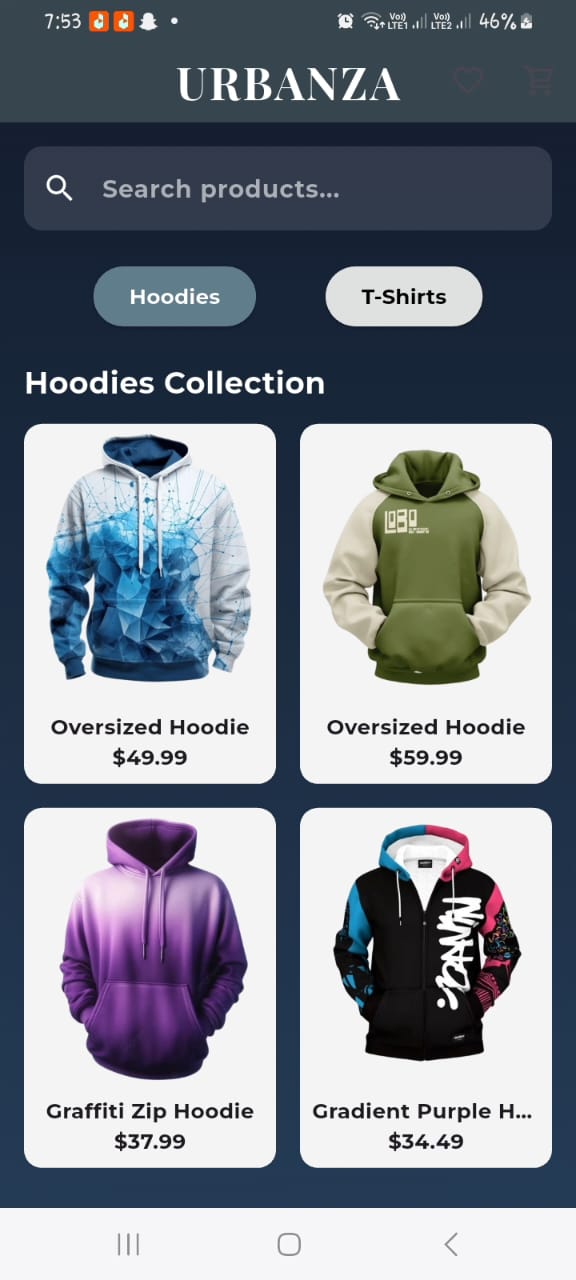 7:53
Vo)) LTE1
Vo)) LTE2
46%
URBANZA
Search products...
Hoodies
T-Shirts
Hoodies Collection
LOBO
Oversized Hoodie
$49.99
Oversized Hoodie
$59.99
Graffiti Zip Hoodie
$37.99
Gradient Purple H...
$34.49